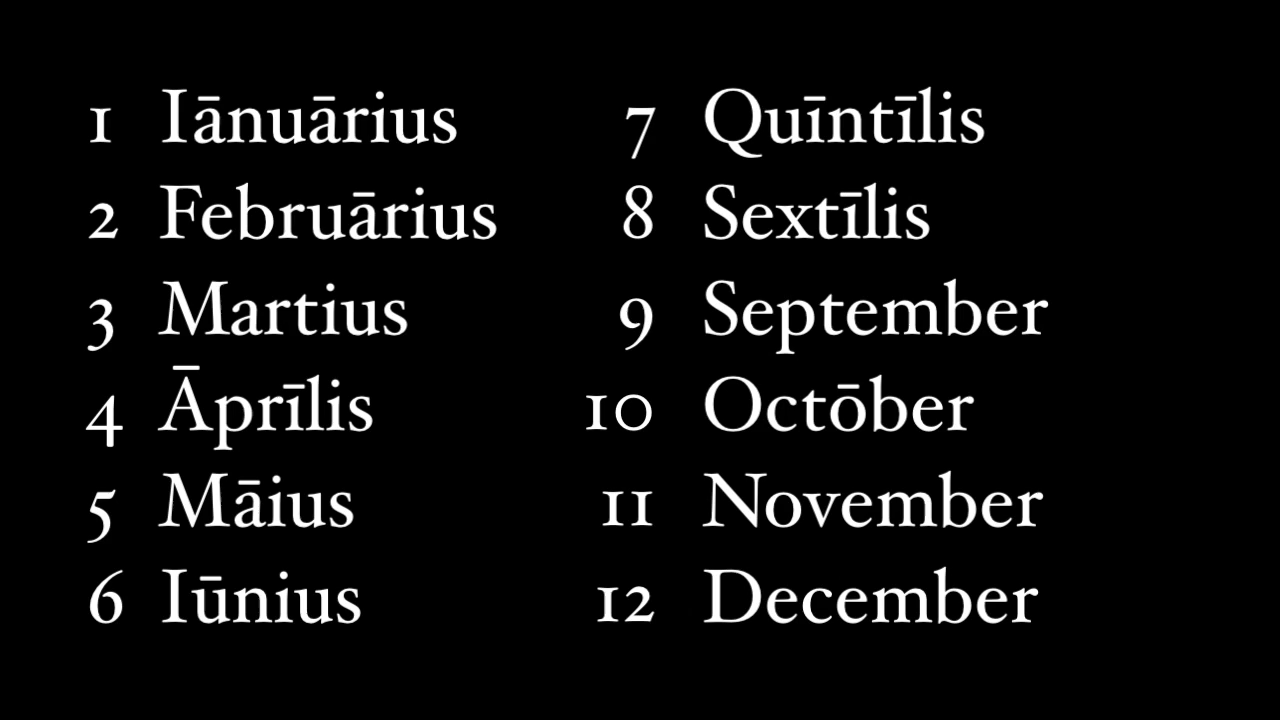 1 Iānuārius
2 Februārius
3 Martius
4 Āprīlis
5 Māius
6 Iūnius
7 Quīntīlis
8 Sextīlis
9 September
10 Octōber
11 November
12 December